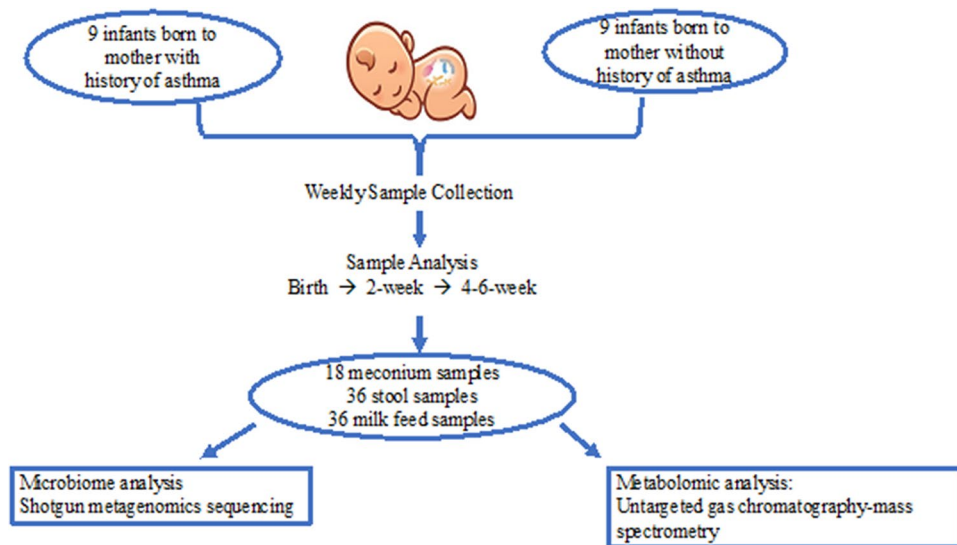 9 infants born to
mother with
history of asthma
9 infants born to
mother without
history of asthma
Weekly Sample Collection
Sample Analysis
Birth → 2-week → 4-6-week
18 meconium samples
36 stool samples
36 milk feed samples
Microbiome analysis
Shotgun metagenomics sequencing
Metabolomic analysis:
Untargeted gas chromatography-mass
spectrometry